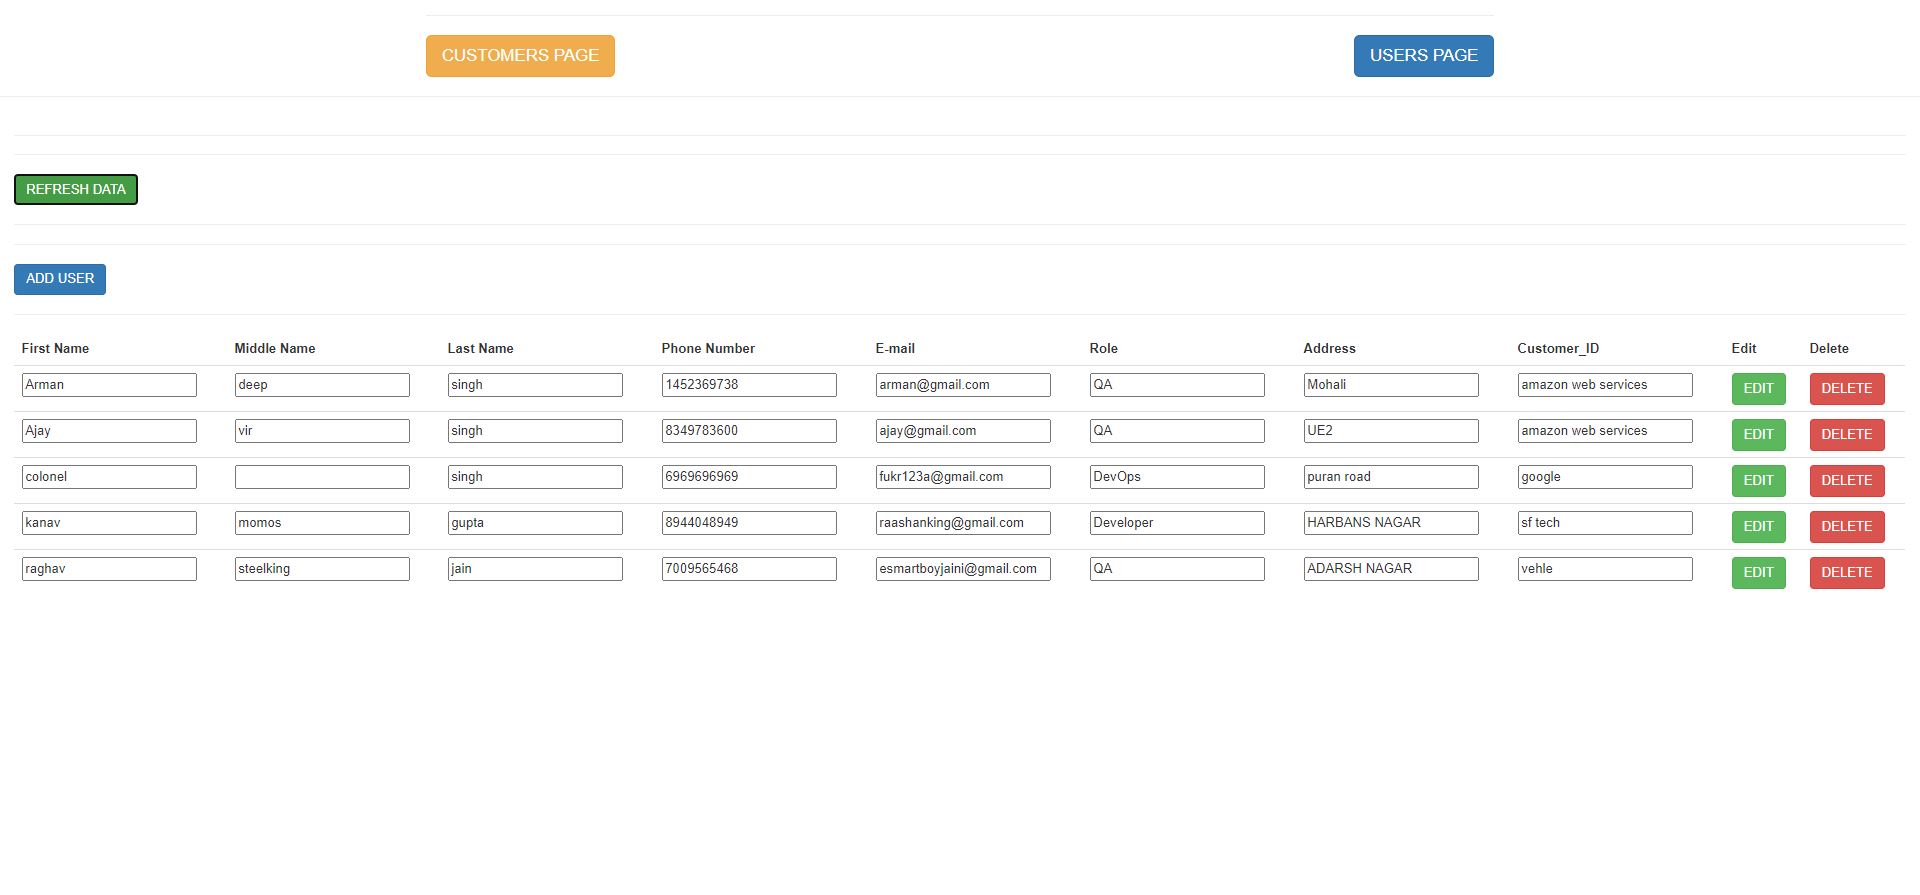 CUSTOMERS PAGE USERS PAGE
REFRESH DATA
ADD USER
First Name Middle Name Last Name Phone Number E-mail Role Address Customer_ID Edit Delete
Arman deep singh 1452369738 arman@gmail.com QA Mohali amazon web services EDIT DELETE
Ajay vir singh 8349783600 ajay@gmail.com QA UE2 amazon web services EDIT DELETE
colonel singh 6969696969 fukr123a@gmail.com DevOps puran road google EDIT DELETE
kanav momos gupta 8944048949 raashanking@gmail.com Developer HARBANS NAGAR sf tech EDIT DELETE
raghav steelking jain 7009565468 esmartboyjaini@gmail.com QA ADARSH NAGAR vehle EDIT DELETE